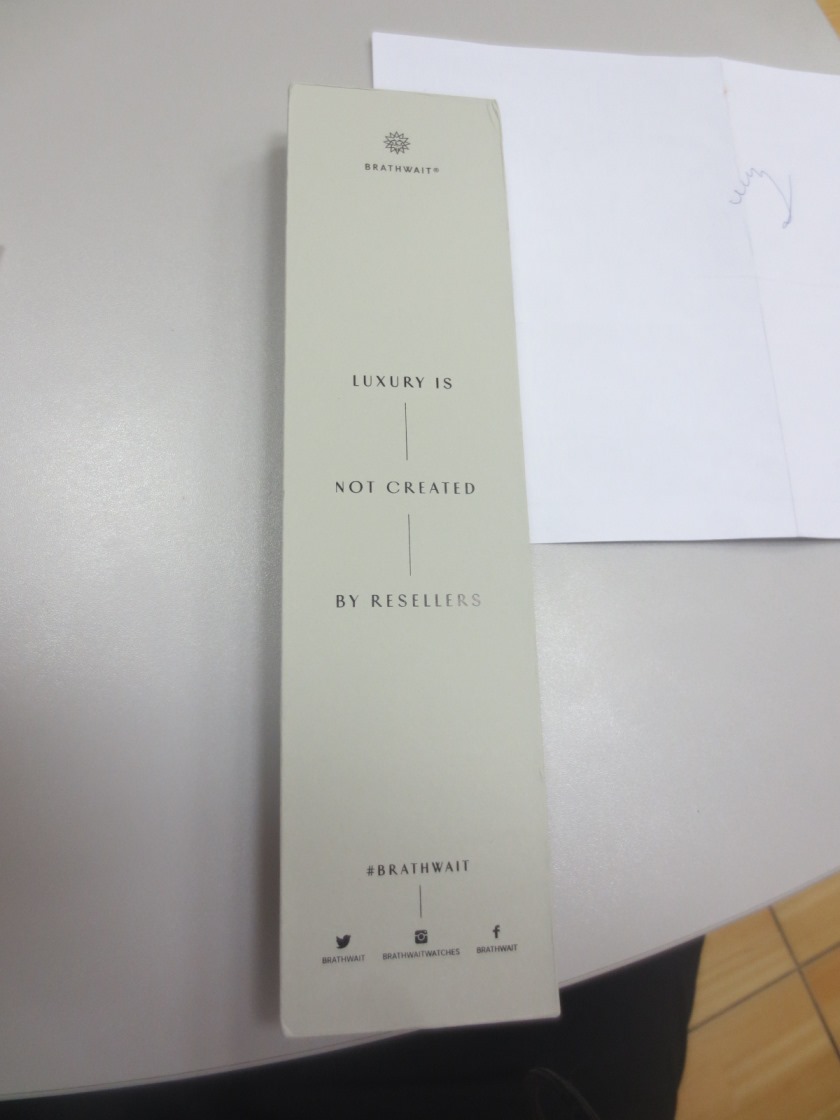 BRATHWAIT®
LUXURY IS
NOT CREATED
BY RESELLERS
#BRATHWAIT
BRATHWAIT BRATHWAITWATCHES BRATHWAIT